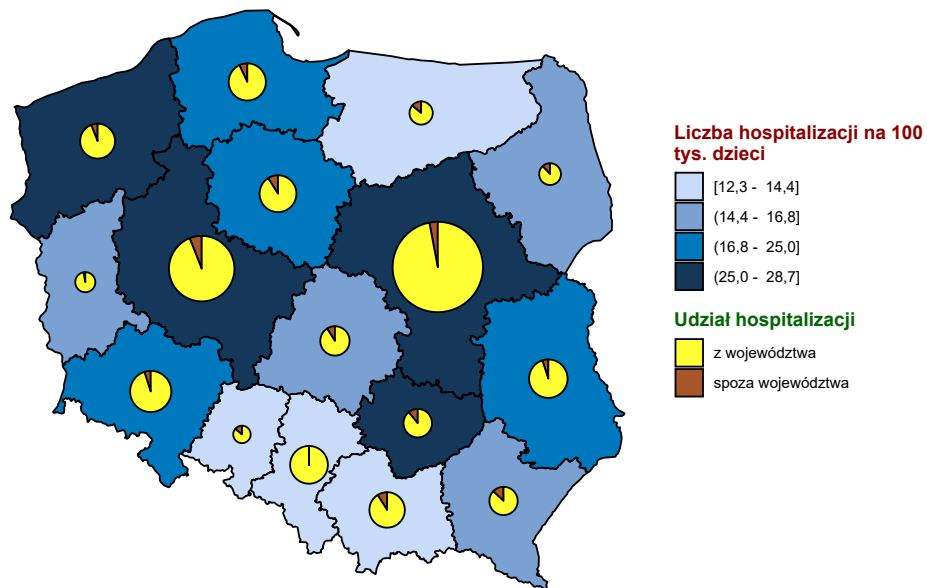 Liczba hospitalizacji na 100
tys. dzieci
[12,3 - 14,4]
(14,4 - 16,8]
(16,8 - 25,0]
(25,0 - 28,7]
Udział hospitalizacji
z województwa
spoza województwa